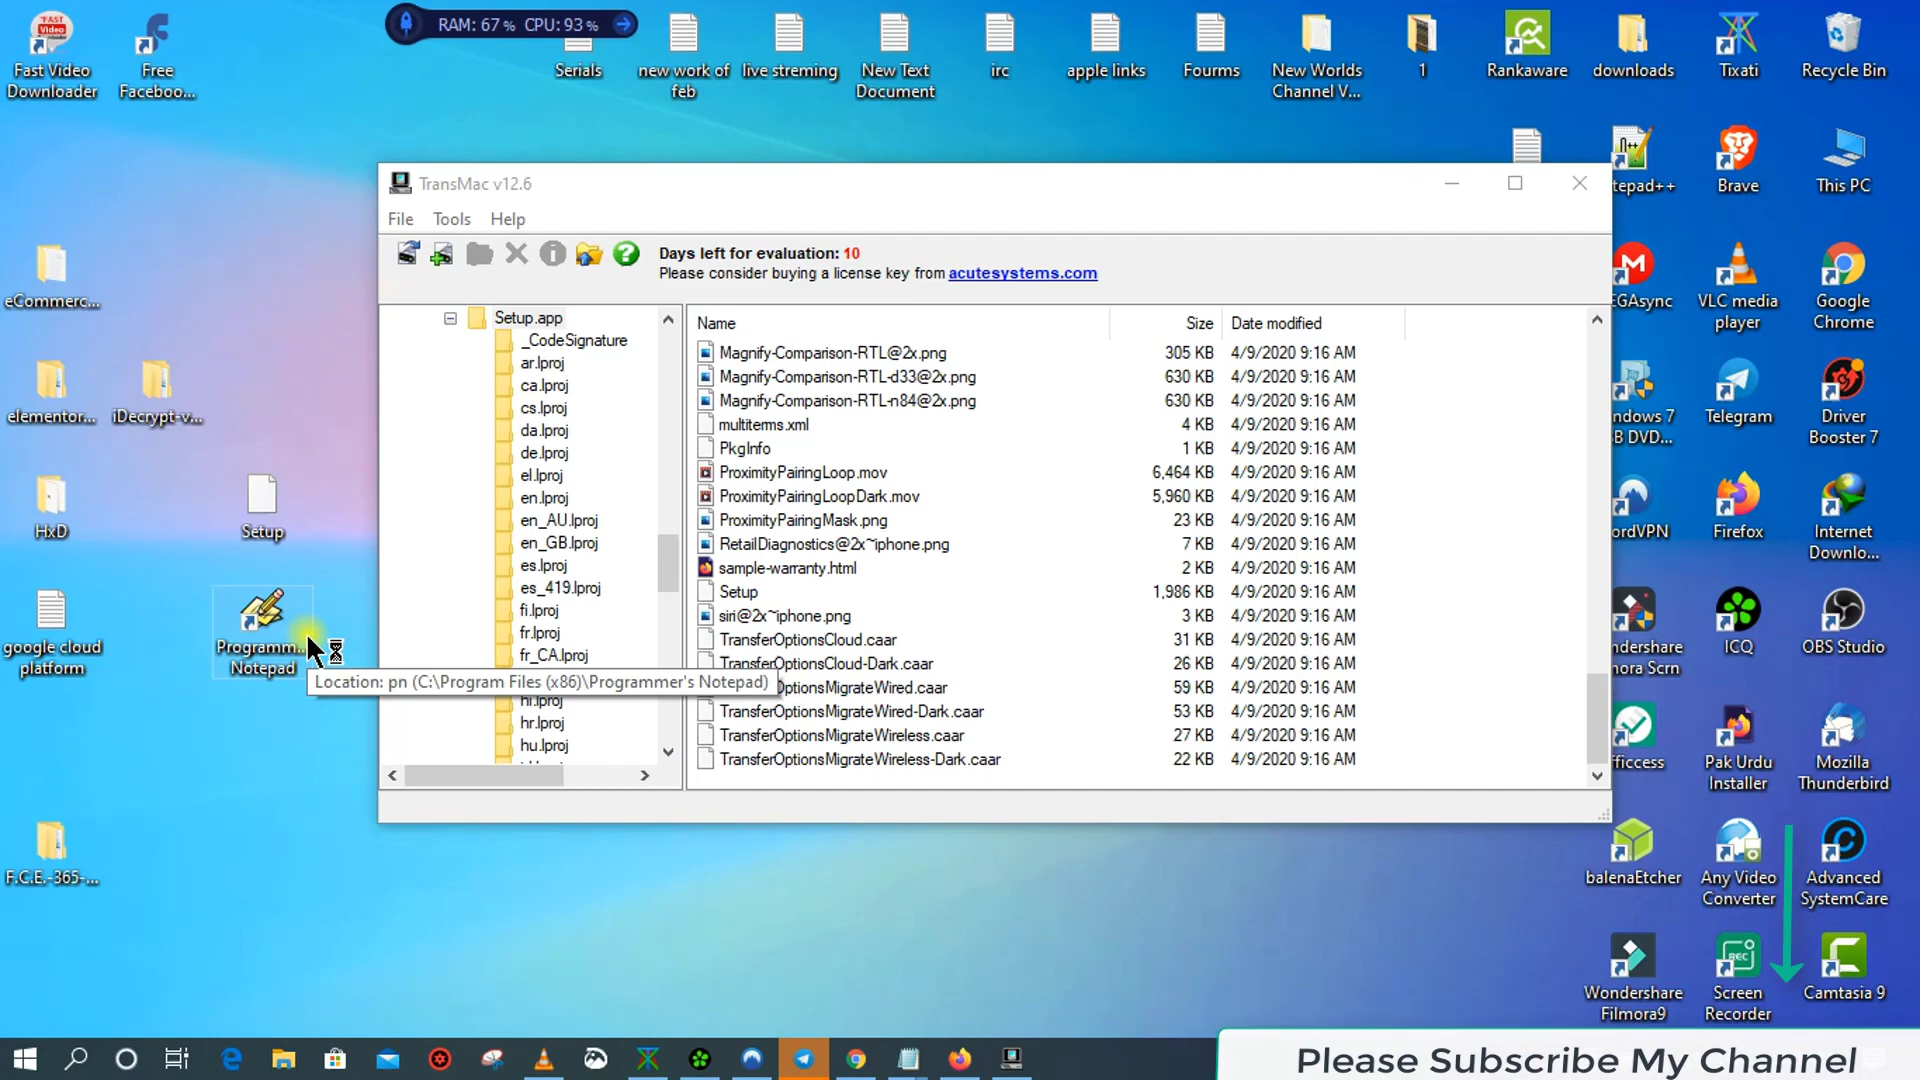 RAM: 67 % CPU: 93 %
Fast Video Downloader
Free Faceboo...
Serials
new work of feb
live streming
New Text Document
irc
apple links
Fourms
New Worlds Channel V...
1
Rankaware
downloads
Tixati
Recycle Bin
tepad++
Brave
This PC
TransMac v12.6
File Tools Help
Days left for evaluation: 10
Please consider buying a license key from acutesystems.com
Setup.app
_CodeSignature
ar.lproj
ca.lproj
cs.lproj
da.lproj
de.lproj
el.lproj
en.lproj
en_AU.lproj
en_GB.lproj
es.lproj
es_419.lproj
fi.lproj
fr.lproj
fr_CA.lproj
hi.lproj
hr.lproj
hu.lproj
Name Size Date modified
Magnify-Comparison-RTL@2x.png 305 KB 4/9/2020 9:16 AM
Magnify-Comparison-RTL-d33@2x.png 630 KB 4/9/2020 9:16 AM
Magnify-Comparison-RTL-n84@2x.png 630 KB 4/9/2020 9:16 AM
multiterms.xml 4 KB 4/9/2020 9:16 AM
PkgInfo 1 KB 4/9/2020 9:16 AM
ProximityPairingLoop.mov 6,464 KB 4/9/2020 9:16 AM
ProximityPairingLoopDark.mov 5,960 KB 4/9/2020 9:16 AM
ProximityPairingMask.png 23 KB 4/9/2020 9:16 AM
RetailDiagnostics@2x~iphone.png 7 KB 4/9/2020 9:16 AM
sample-warranty.html 2 KB 4/9/2020 9:16 AM
Setup 1,986 KB 4/9/2020 9:16 AM
siri@2x~iphone.png 3 KB 4/9/2020 9:16 AM
TransferOptionsCloud.caar 31 KB 4/9/2020 9:16 AM
TransferOptionsCloud-Dark.caar 26 KB 4/9/2020 9:16 AM
OptionsMigrateWired.caar 59 KB 4/9/2020 9:16 AM
TransferOptionsMigrateWired-Dark.caar 53 KB 4/9/2020 9:16 AM
TransferOptionsMigrateWireless.caar 27 KB 4/9/2020 9:16 AM
TransferOptionsMigrateWireless-Dark.caar 22 KB 4/9/2020 9:16 AM
Location: pn (C:\Program Files (x86)\Programmer's Notepad)
eCommerc...
elementor...
iDecrypt-v...
HxD
Setup
google cloud platform
Programm... Notepad
F.C.E.-365-...
EGAsync
VLC media player
Google Chrome
ndows 7 B DVD...
Telegram
Driver Booster 7
ordVPN
Firefox
Internet Downlo...
ndershare nora Scrn
ICQ
OBS Studio
fficcess
Pak Urdu Installer
Mozilla Thunderbird
balenaEtcher
Any Video Converter
Advanced SystemCare
Wondershare Filmora9
REC
Screen Recorder
Camtasia 9
Please Subscribe My Channel